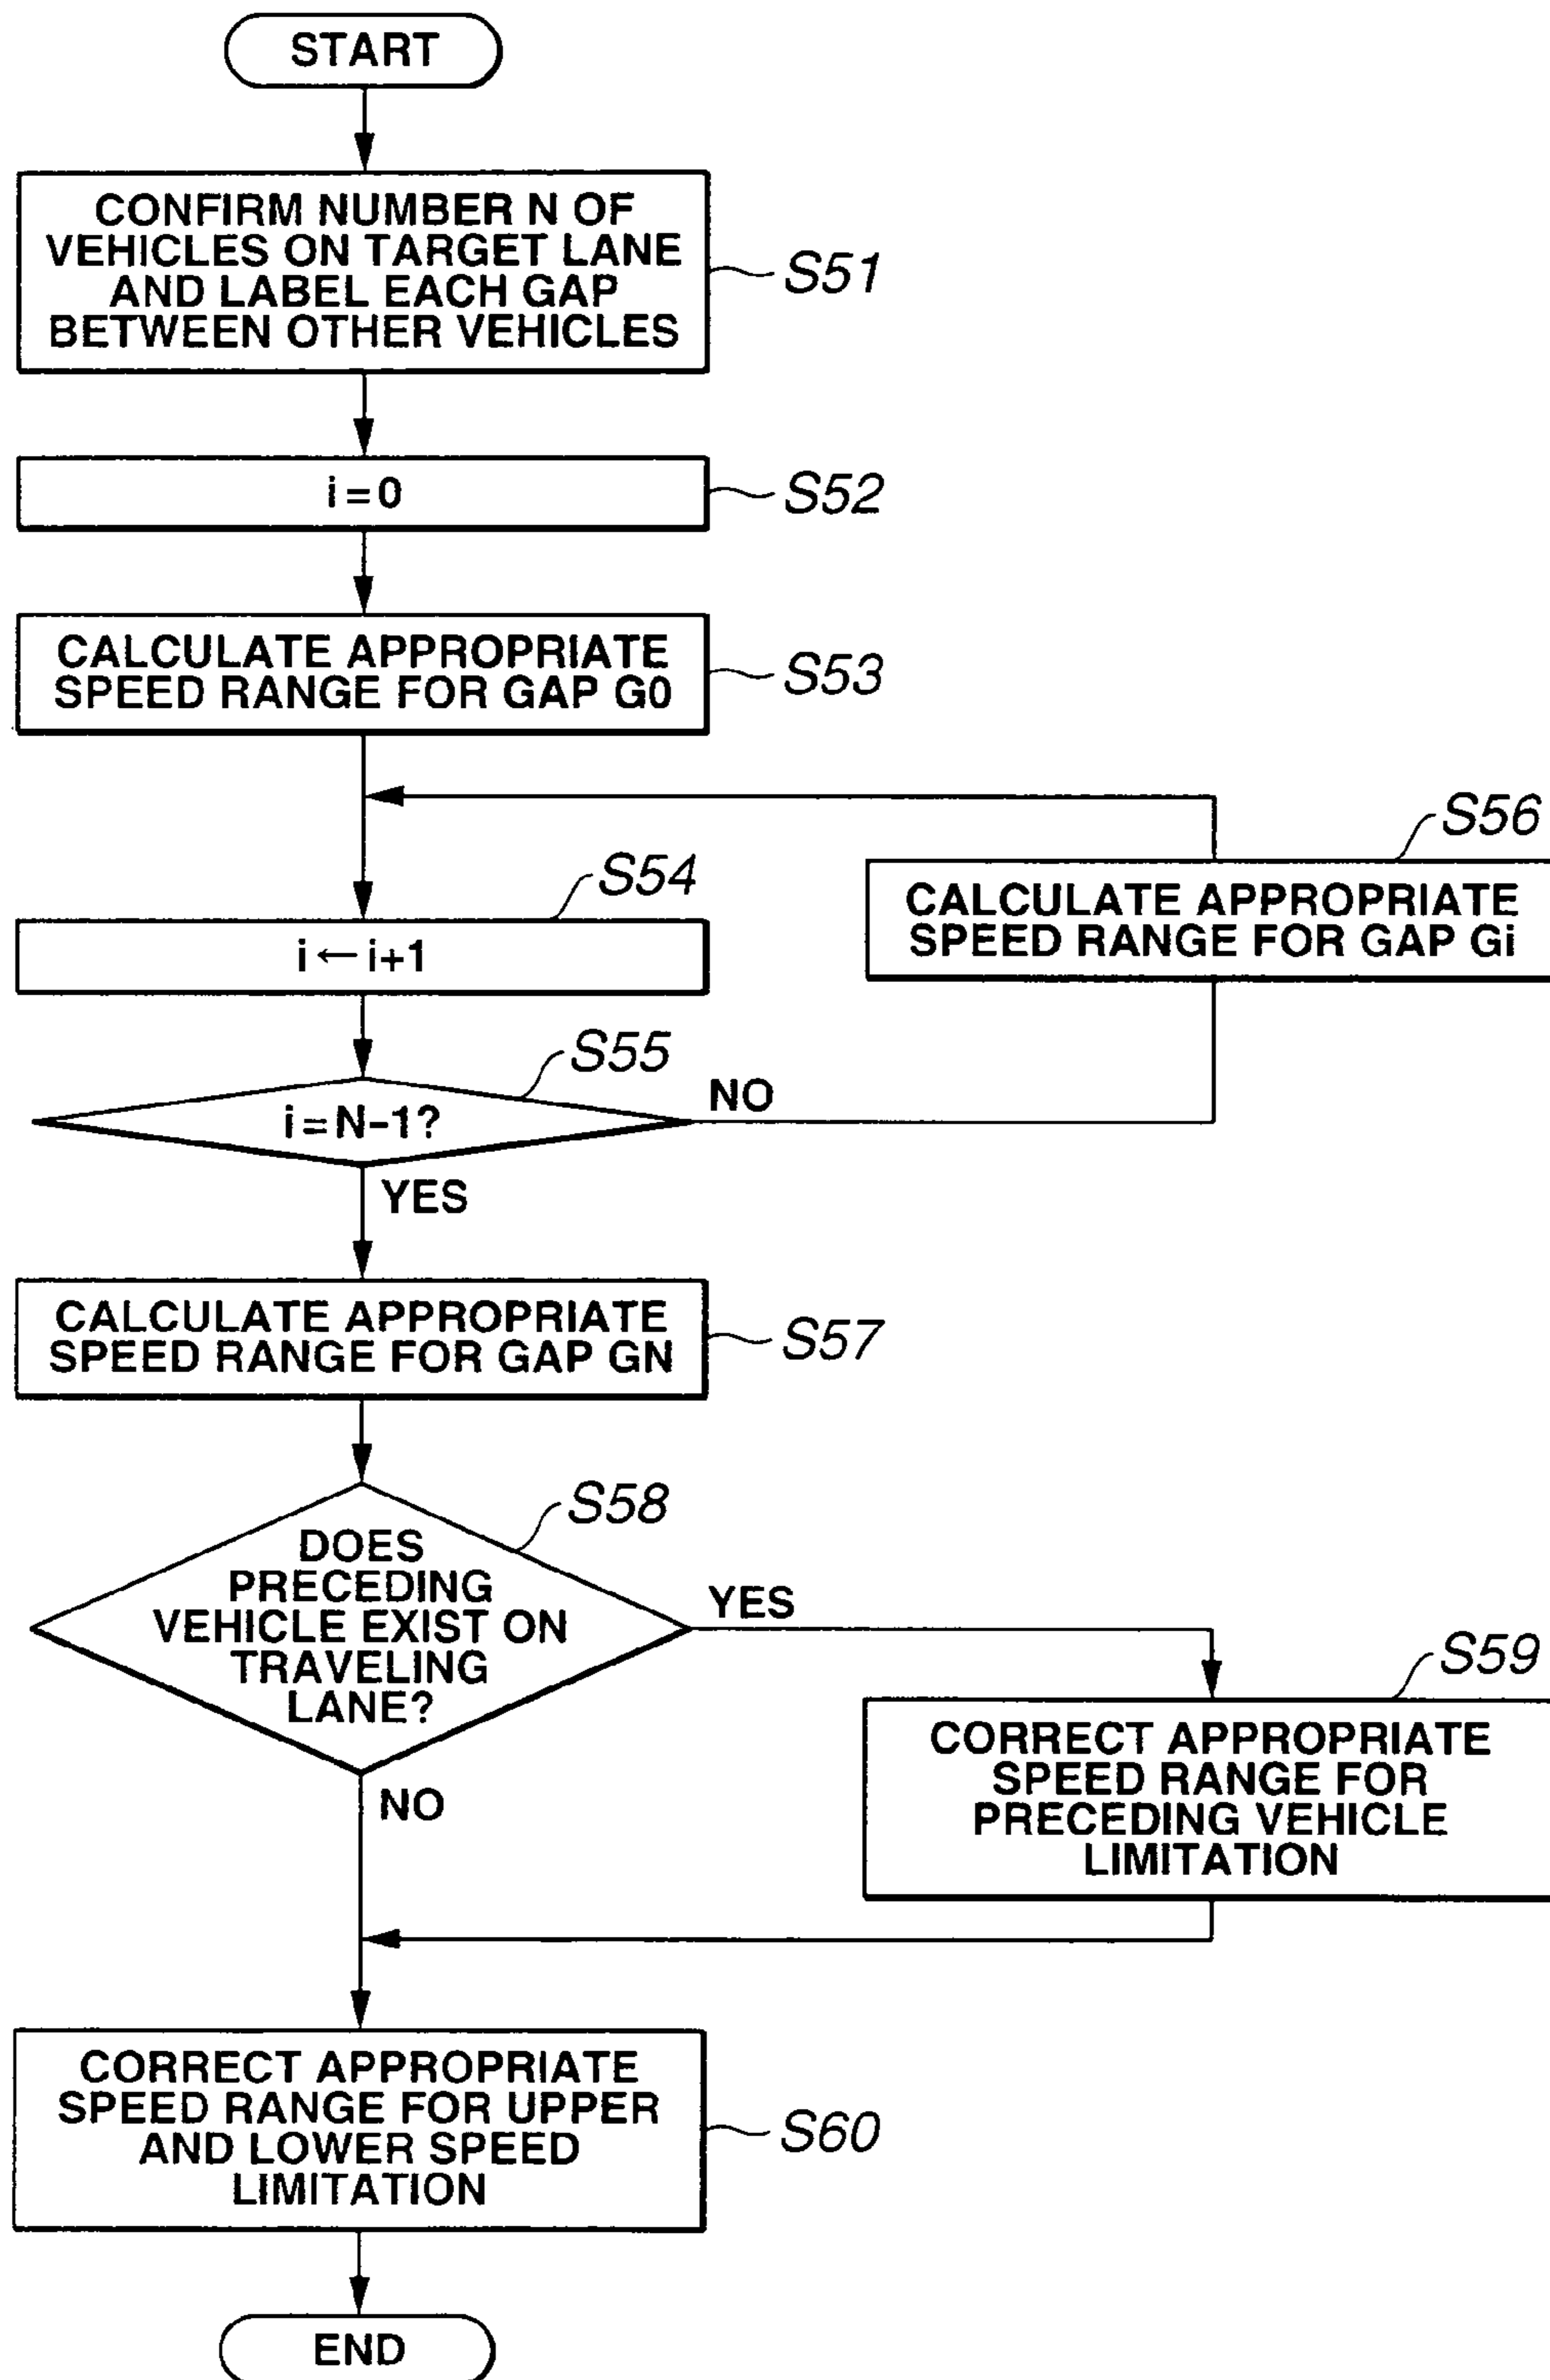 START
CONFIRM NUMBER N OF
VEHICLES ON TARGET LANE
AND LABEL EACH GAP
BETWEEN OTHER VEHICLES
S51
i=0
S52
CALCULATE APPROPRIATE
SPEED RANGE FOR GAP G0
S53
S54
i←i+1
S56
CALCULATE APPROPRIATE
SPEED RANGE FOR GAP Gi
S55
i=N-1?
NO
YES
CALCULATE APPROPRIATE
SPEED RANGE FOR GAP GN
S57
S58
DOES
PRECEDING
VEHICLE EXIST ON
TRAVELING
LANE?
YES
NO
S59
CORRECT APPROPRIATE
SPEED RANGE FOR
PRECEDING VEHICLE
LIMITATION
CORRECT APPROPRIATE
SPEED RANGE FOR UPPER
AND LOWER SPEED
LIMITATION
S60
END